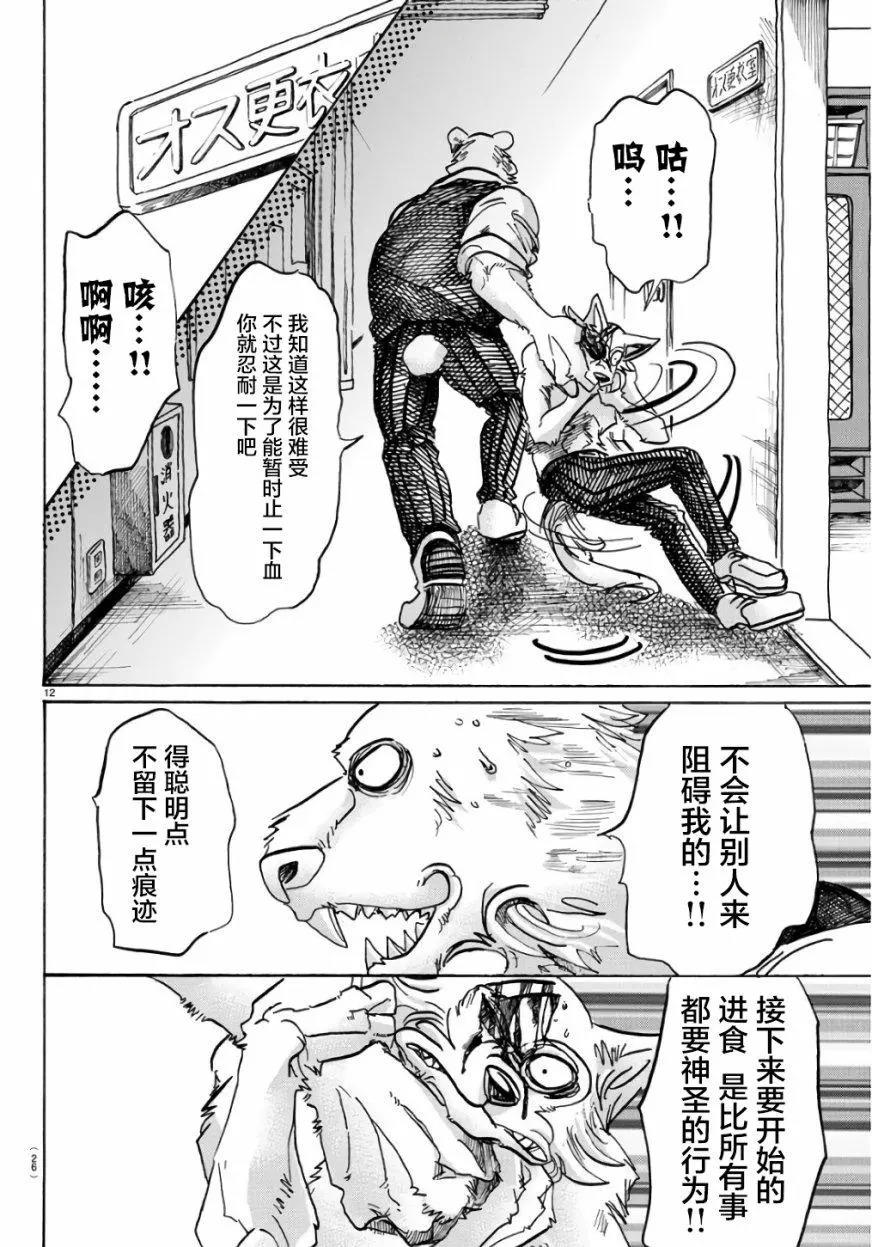 オス更衣
オス更衣室
咕…!!
呜…
咳…!!
啊啊……
我知道这样很难受
不过这是为了能暂时止一下血
你就忍耐一下吧
消火器
12
不会让别人来
阻碍我的…!!
得聪明点
不留下一点痕迹
接下来要开始的
进食 是比所有事
都要神圣的行为!!
(26)